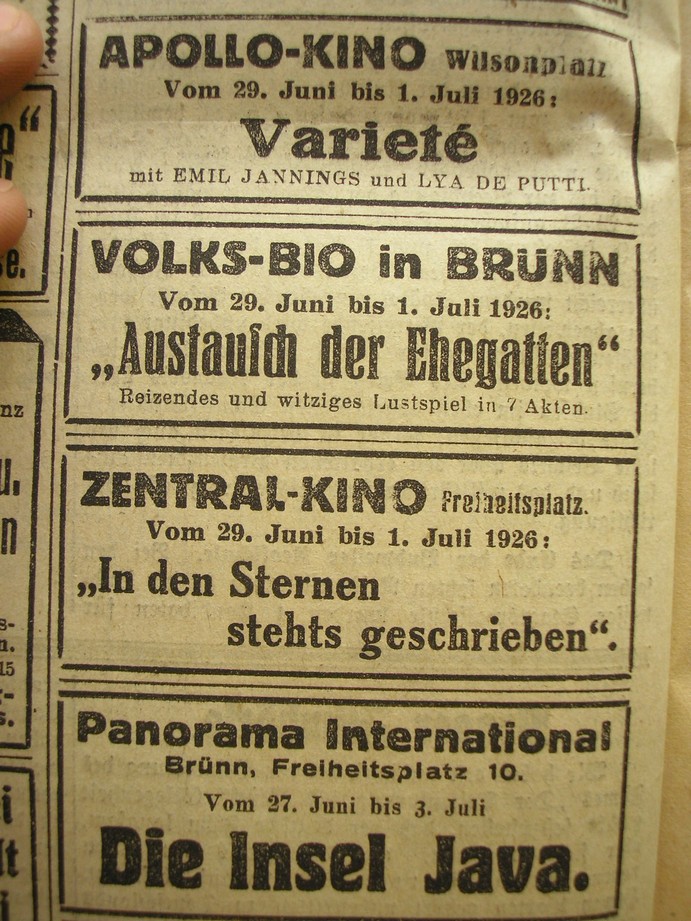 APOLLO-KINO Wilsonplatz
Vom 29. Juni bis 1. Juli 1926:
Varieté
mit EMIL JANNINGS und LYA DE PUTTI.
VOLKS-BIO in BRÜNN
Vom 29. Juni bis 1. Juli 1926:
„Austauſch der Ehegatten“
Reizendes und witziges Lustspiel in 7 Akten.
ZENTRAL-KINO Freiheitsplatz.
Vom 29. Juni bis 1. Juli 1926:
„In den Sternen
stehts geschrieben“.
Panorama International
Brünn, Freiheitsplatz 10.
Vom 27. Juni bis 3. Juli
Die Insel Java.